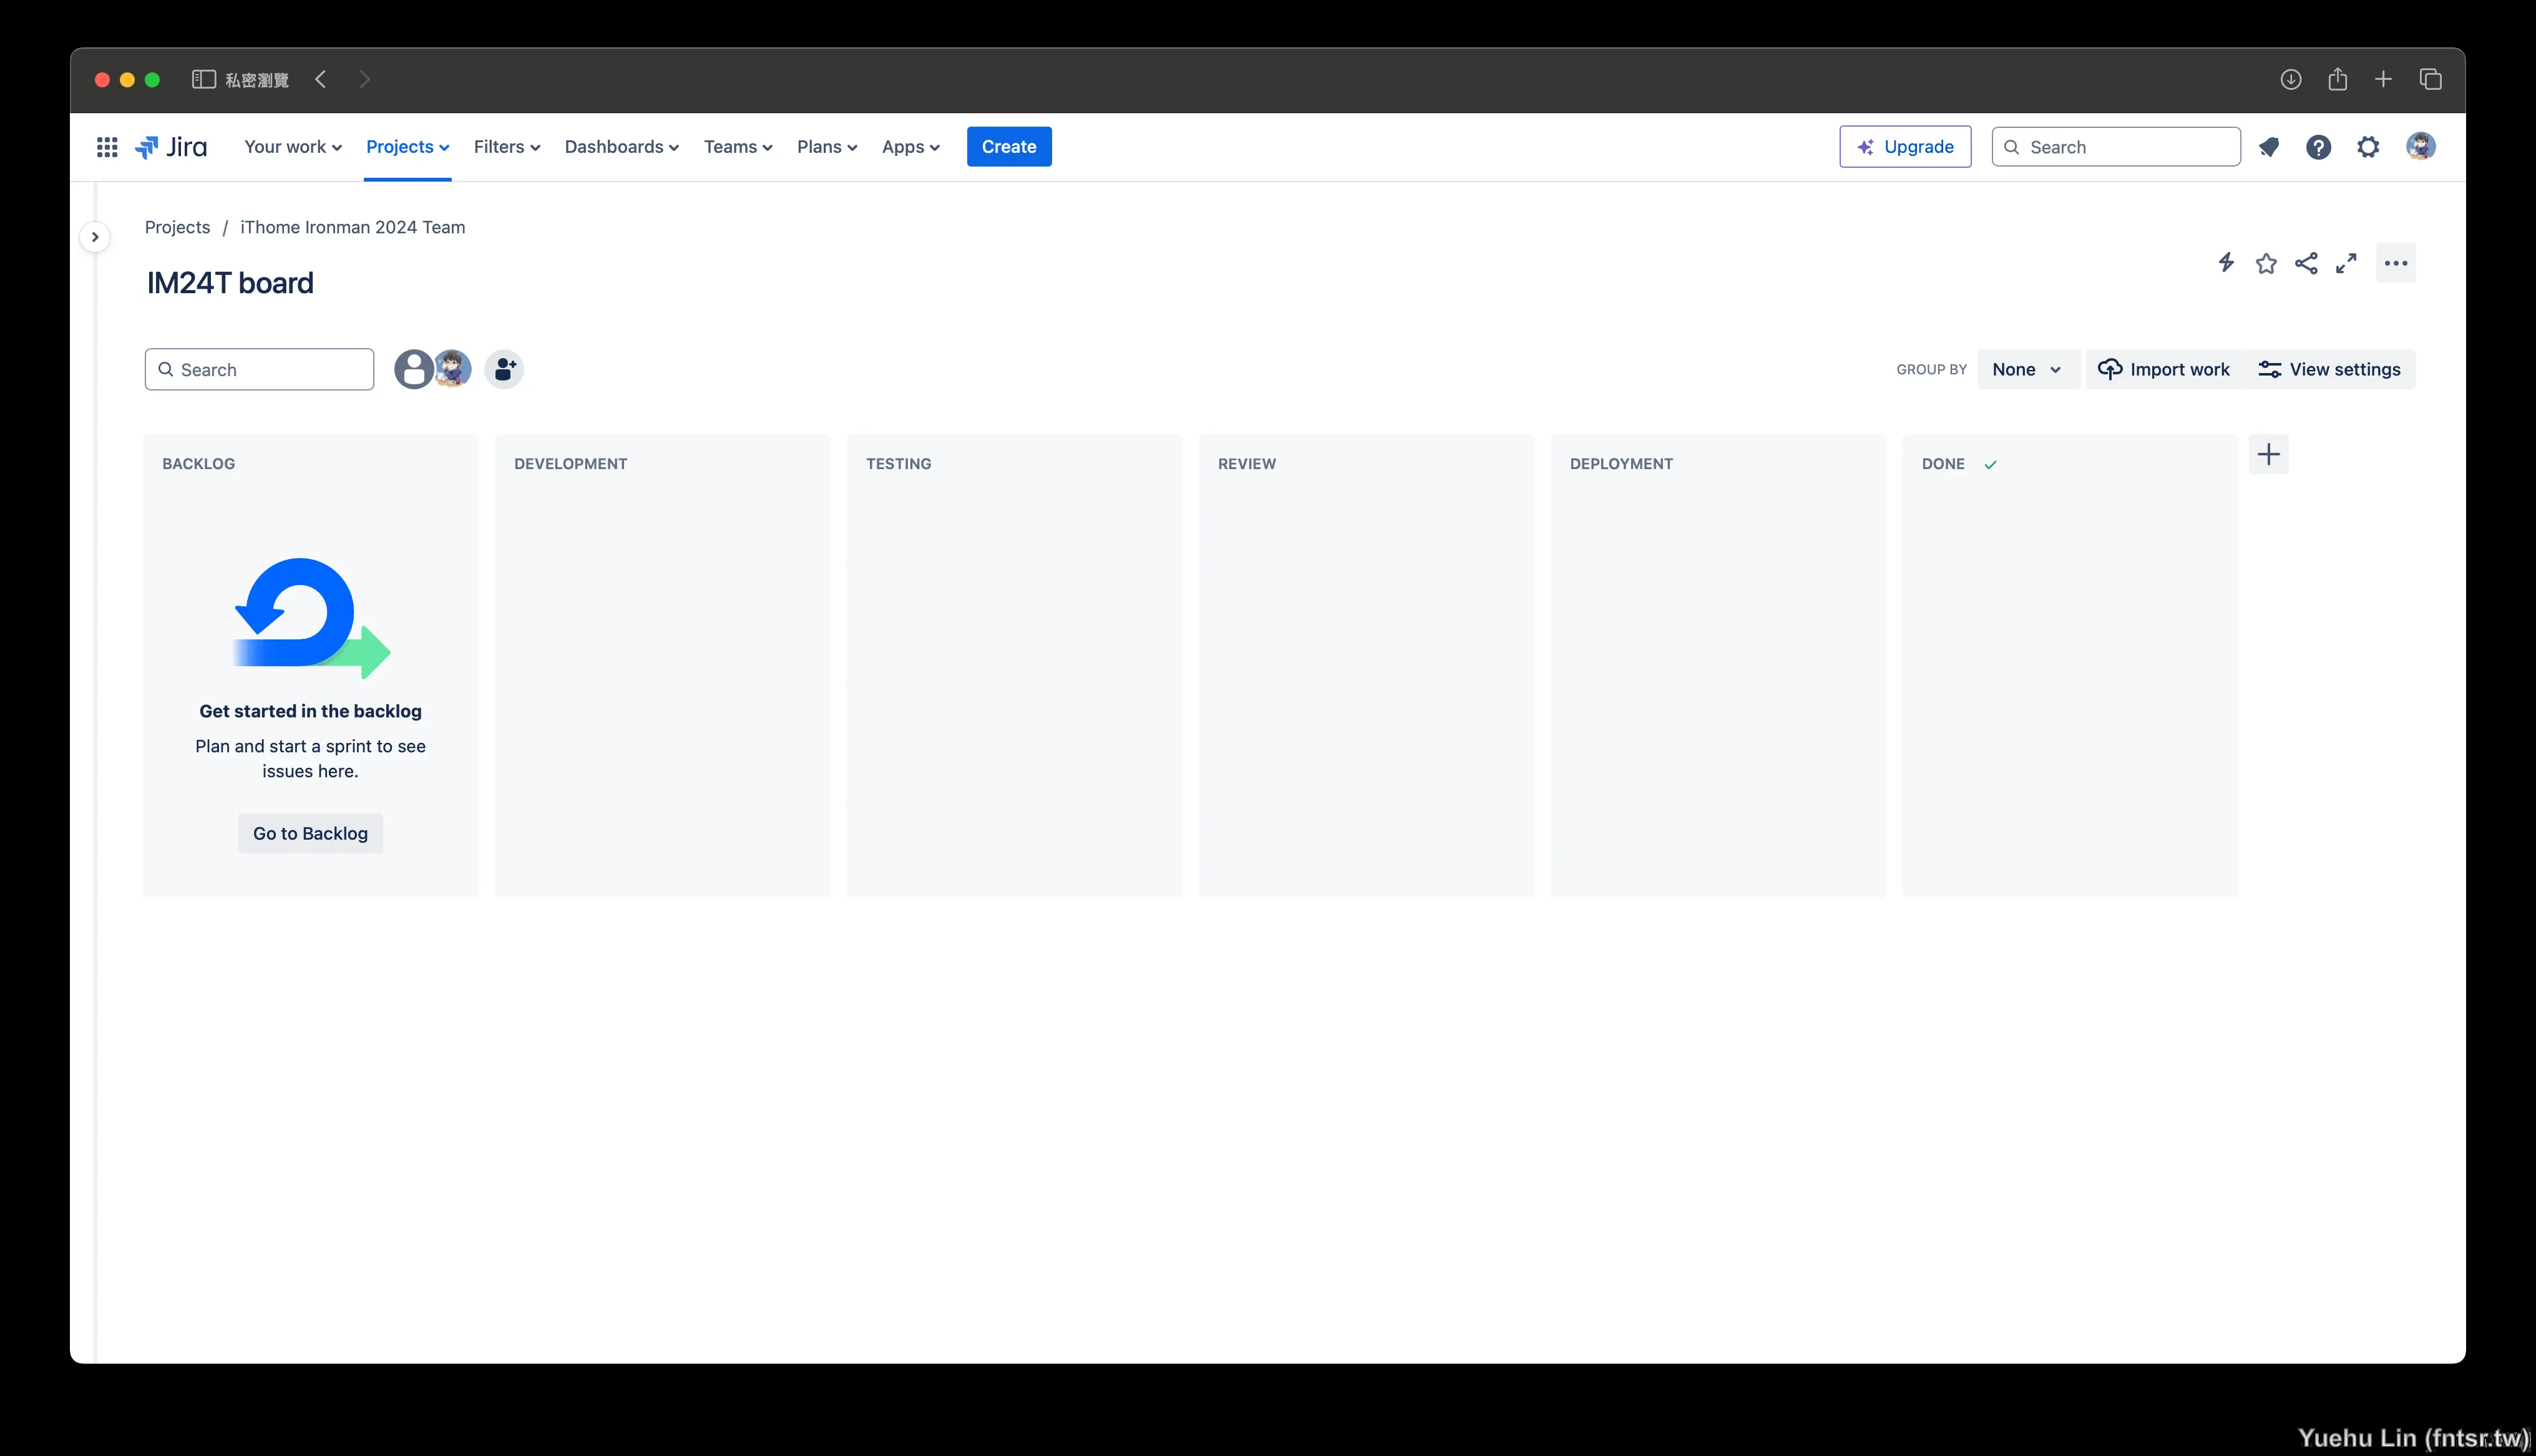 私密瀏覽
Jira
Your work
Projects
Filters
Dashboards
Teams
Plans
Apps
Create
Upgrade
Search
Projects / iThome Ironman 2024 Team
IM24T board
Search
GROUP BY
None
Import work
View settings
BACKLOG
DEVELOPMENT
TESTING
REVIEW
DEPLOYMENT
DONE
Get started in the backlog
Plan and start a sprint to see
issues here.
Go to Backlog
Yuehu Lin (fntsr.tw)